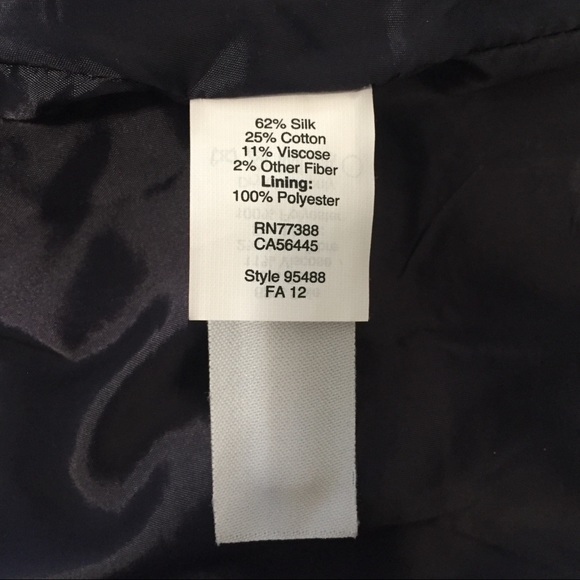 62% Silk
25% Cotton
11% Viscose
2% Other Fiber
Lining:
100% Polyester
RN77388
CA56445
Style 95488
FA 12